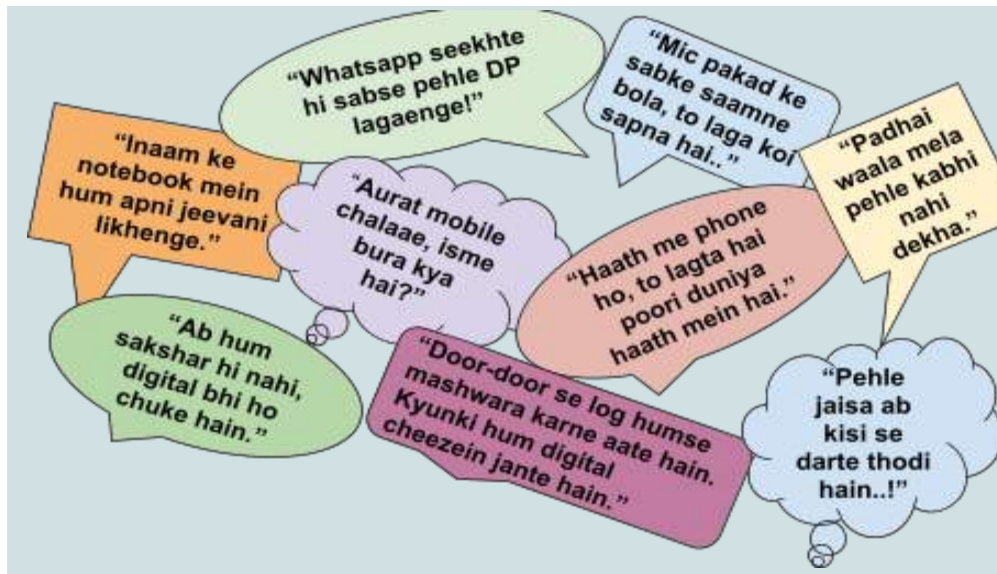 “Whatsapp seekhte
hi sabse pehle DP
lagaenge!”
“Mic pakad ke
sabke saamne
bola, to laga koi
sapna hai..”
“Padhai
waala mela
pehle kabhi
nahi
dekha.”
“Inaam ke
notebook mein
hum apni jeevani
likhenge.”
“Aurat mobile
chalaae, isme
bura kya
hai?”
“Haath me phone
ho, to lagta hai
poori duniya
haath mein hai.”
“Ab hum
sakshar hi nahi,
digital bhi ho
chuke hain.”
“Door-door se log humse
mashwara karne aate hain.
Kyunki hum digital
cheezein jante hain.”
“Pehle
jaisa ab
kisi se
darte thodi
hain..!”